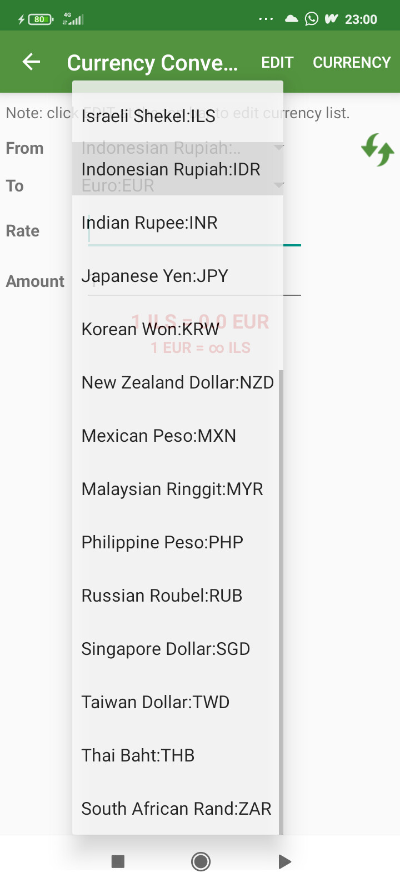 80
4G
23:00
Currency Conve...
EDIT
CURRENCY
Note: click EDIT to edit currency list.
Israeli Shekel:ILS
From
Indonesian Rupiah:..
Indonesian Rupiah:IDR
To
Euro:EUR
Indian Rupee:INR
Rate
Japanese Yen:JPY
Amount
1 ILS = 0.0 EUR
Korean Won:KRW
1 EUR = ∞ ILS
New Zealand Dollar:NZD
Mexican Peso:MXN
Malaysian Ringgit:MYR
Philippine Peso:PHP
Russian Roubel:RUB
Singapore Dollar:SGD
Taiwan Dollar:TWD
Thai Baht:THB
South African Rand:ZAR